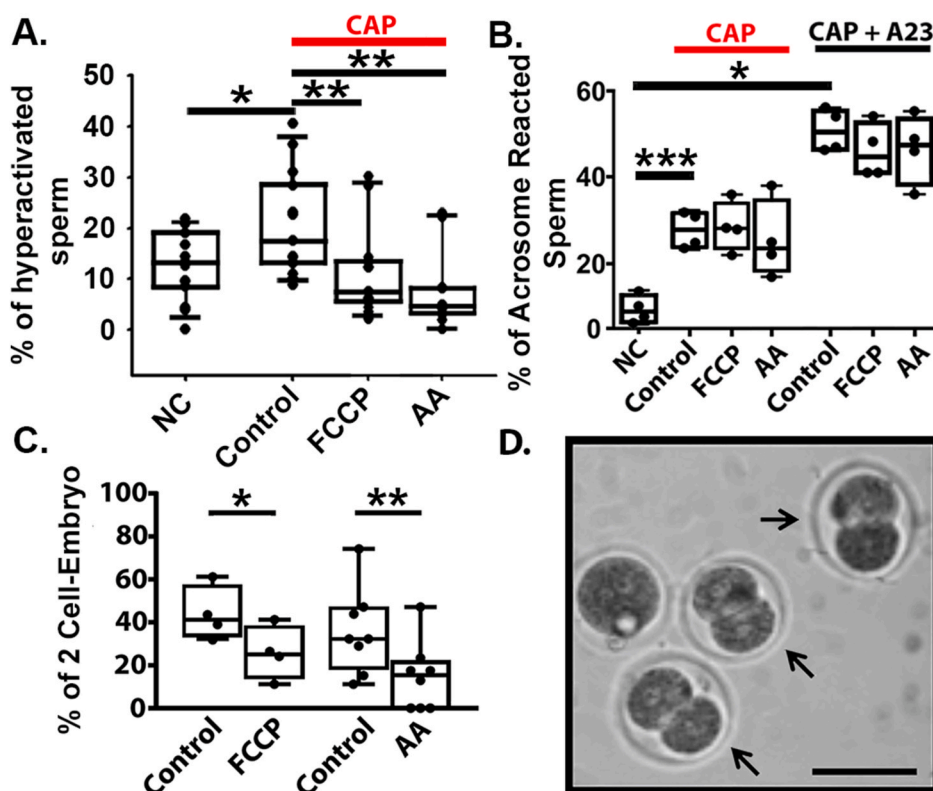 A.
CAP
**
*
**
% of hyperactivated
sperm
50
40
30
20
10
0
NC
Control
FCCP
AA
B.
CAP
CAP + A23
*
***
% of Acrosome Reacted
Sperm
60
40
20
0
NC
Control
FCCP
AA
Control
FCCP
AA
C.
% of 2 Cell-Embryo
100
80
60
40
20
0
*
**
Control
FCCP
Control
AA
D.